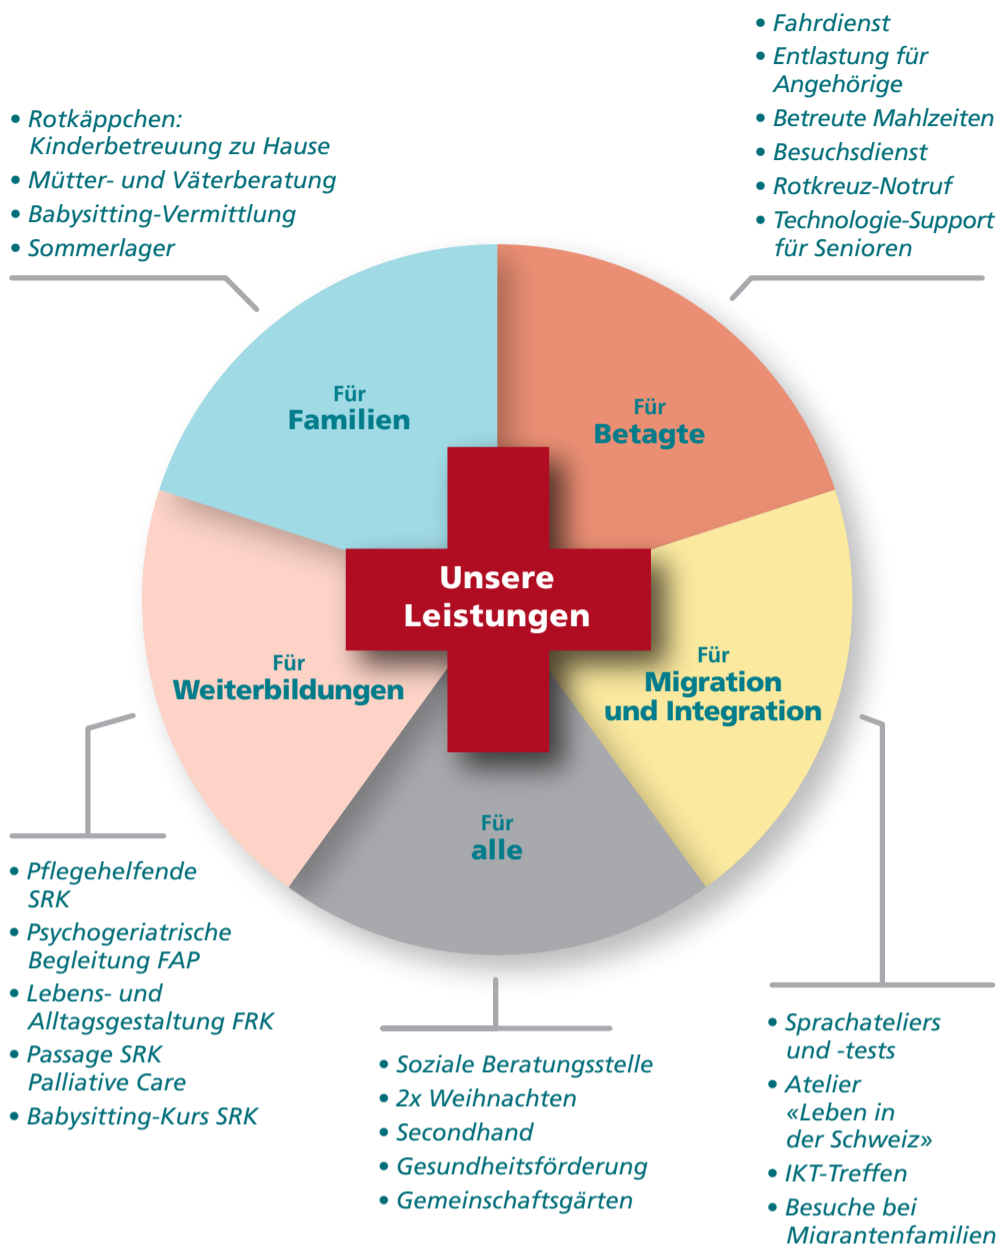 • Fahrdienst
• Entlastung für
Angehörige
• Betreute Mahlzeiten
• Besuchsdienst
• Rotkreuz-Notruf
• Technologie-Support
für Senioren
• Rotkäppchen:
Kinderbetreuung zu Hause
• Mütter- und Väterberatung
• Babysitting-Vermittlung
• Sommerlager
Für
Familien
Für
Betagte
Unsere
Leistungen
Für
Weiterbildungen
Für
Migration
und Integration
Für
alle
• Pflegehelfende
SRK
• Psychogeriatrische
Begleitung FAP
• Lebens- und
Alltagsgestaltung FRK
• Passage SRK
Palliative Care
• Babysitting-Kurs SRK
• Soziale Beratungsstelle
• 2x Weihnachten
• Secondhand
• Gesundheitsförderung
• Gemeinschaftsgärten
• Sprachateliers
und -tests
• Atelier
«Leben in
der Schweiz»
• IKT-Treffen
• Besuche bei
Migrantenfamilien